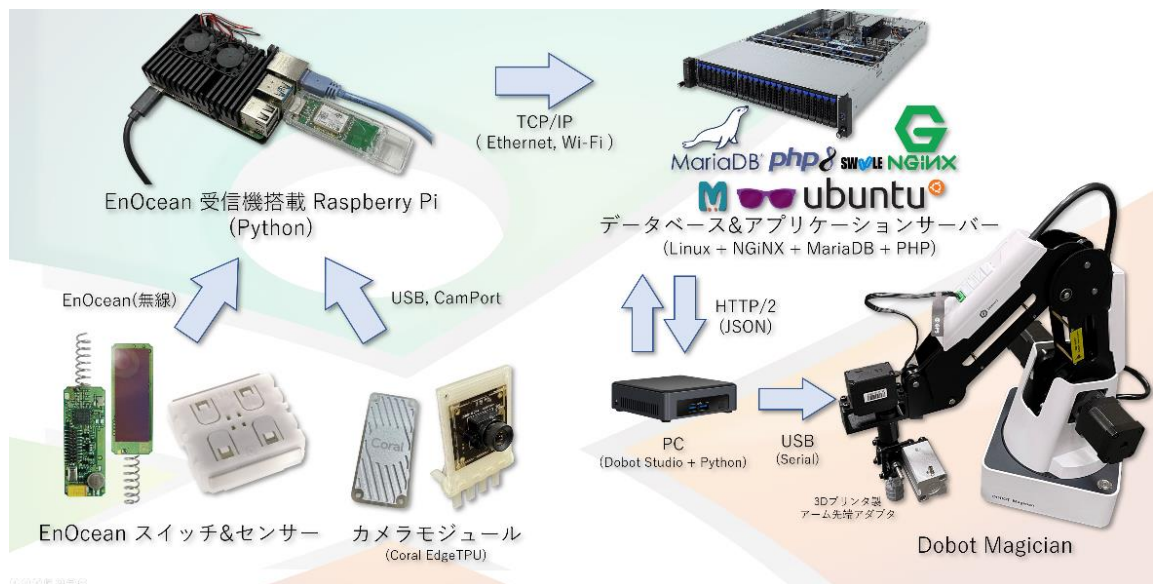 TCP/IP
( Ethernet, Wi-Fi )
MariaDB php8 SWOOLE NGiNX
ubuntu
EnOcean 受信機搭載 Raspberry Pi
(Python)
データベース&アプリケーションサーバー
(Linux + NGiNX + MariaDB + PHP)
EnOcean(無線)
USB, CamPort
HTTP/2
(JSON)
Coral
PC
(Dobot Studio + Python)
USB
(Serial)
3Dプリンタ製
アーム先端アダプタ
EnOcean スイッチ&センサー
カメラモジュール
(Coral EdgeTPU)
Dobot Magician